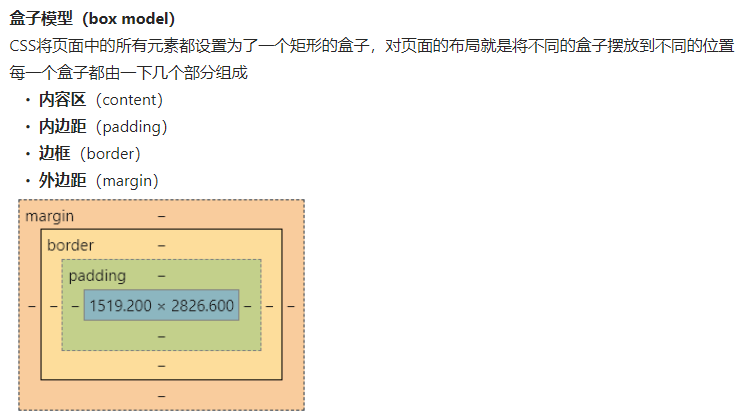 盒子模型（box model）
CSS将页面中的所有元素都设置为了一个矩形的盒子，对页面的布局就是将不同的盒子摆放到不同的位置
每一个盒子都由一下几个部分组成
• 内容区（content）
• 内边距（padding）
• 边框（border）
• 外边距（margin）
margin –
border –
padding –
– – – 1519.200 × 2826.600 – – –
–
–
–